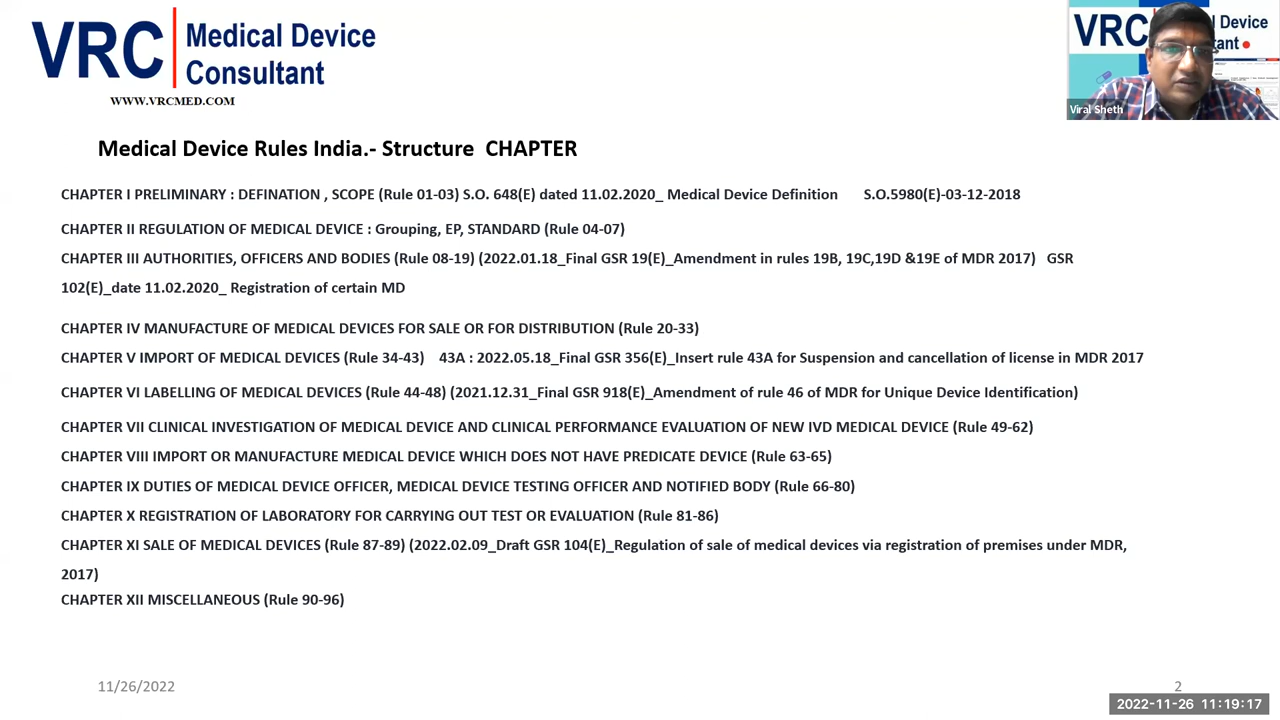 VRC Medical Device
Consultant
WWW.VRCMED.COM
VRC Device
tant
Viral Sheth
Medical Device Rules India.- Structure CHAPTER
CHAPTER I PRELIMINARY : DEFINATION , SCOPE (Rule 01-03) S.O. 648(E) dated 11.02.2020_ Medical Device Definition S.O.5980(E)-03-12-2018
CHAPTER II REGULATION OF MEDICAL DEVICE : Grouping, EP, STANDARD (Rule 04-07)
CHAPTER III AUTHORITIES, OFFICERS AND BODIES (Rule 08-19) (2022.01.18_Final GSR 19(E)_Amendment in rules 19B, 19C,19D &19E of MDR 2017) GSR
102(E)_date 11.02.2020_ Registration of certain MD
CHAPTER IV MANUFACTURE OF MEDICAL DEVICES FOR SALE OR FOR DISTRIBUTION (Rule 20-33)
CHAPTER V IMPORT OF MEDICAL DEVICES (Rule 34-43) 43A : 2022.05.18_Final GSR 356(E)_Insert rule 43A for Suspension and cancellation of license in MDR 2017
CHAPTER VI LABELLING OF MEDICAL DEVICES (Rule 44-48) (2021.12.31_Final GSR 918(E)_Amendment of rule 46 of MDR for Unique Device Identification)
CHAPTER VII CLINICAL INVESTIGATION OF MEDICAL DEVICE AND CLINICAL PERFORMANCE EVALUATION OF NEW IVD MEDICAL DEVICE (Rule 49-62)
CHAPTER VIII IMPORT OR MANUFACTURE MEDICAL DEVICE WHICH DOES NOT HAVE PREDICATE DEVICE (Rule 63-65)
CHAPTER IX DUTIES OF MEDICAL DEVICE OFFICER, MEDICAL DEVICE TESTING OFFICER AND NOTIFIED BODY (Rule 66-80)
CHAPTER X REGISTRATION OF LABORATORY FOR CARRYING OUT TEST OR EVALUATION (Rule 81-86)
CHAPTER XI SALE OF MEDICAL DEVICES (Rule 87-89) (2022.02.09_Draft GSR 104(E)_Regulation of sale of medical devices via registration of premises under MDR,
2017)
CHAPTER XII MISCELLANEOUS (Rule 90-96)
11/26/2022
2
2022-11-26 11:19:17